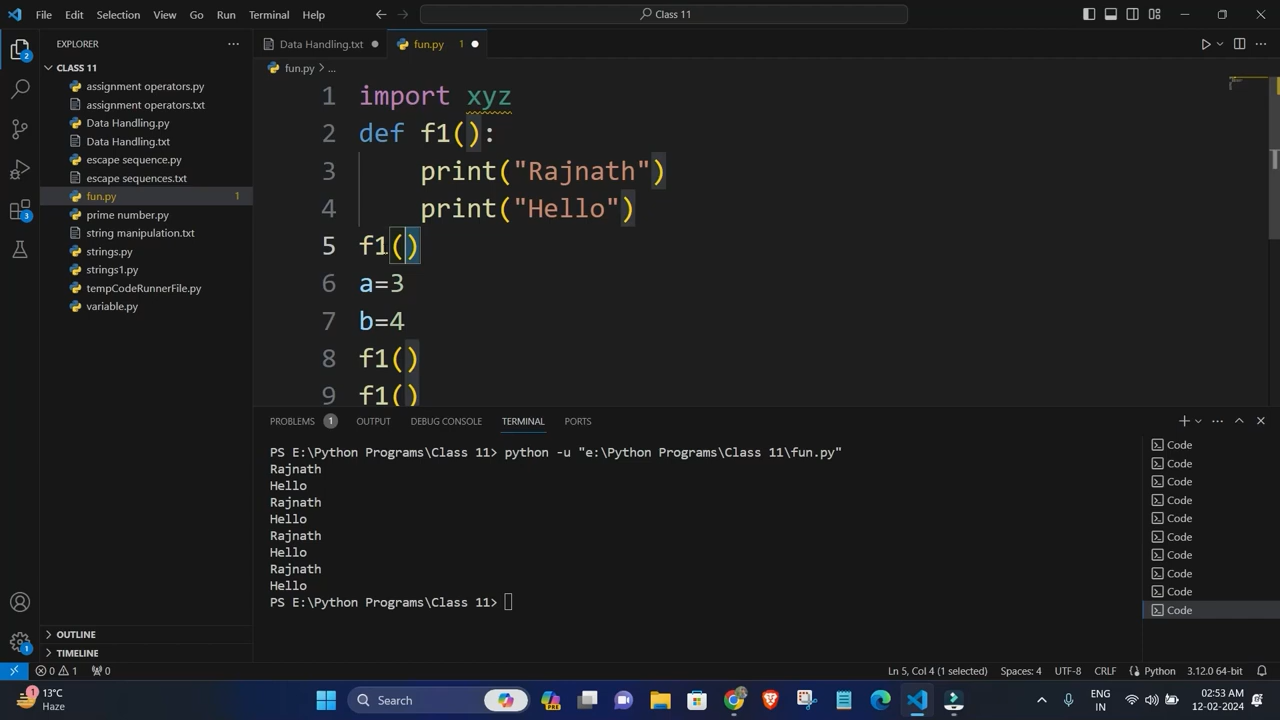 File Edit Selection View Go Run Terminal Help
Class 11
EXPLORER
CLASS 11
assignment operators.py
assignment operators.txt
Data Handling.py
Data Handling.txt
escape sequence.py
escape sequences.txt
fun.py 1
prime number.py
string manipulation.txt
strings.py
strings1.py
tempCodeRunnerFile.py
variable.py
OUTLINE
TIMELINE
2
3
1
Data Handling.txt fun.py 1
fun.py > ...
1 import xyz
2 def f1():
3 print("Rajnath")
4 print("Hello")
5 f1()
6 a=3
7 b=4
8 f1()
9 f1()
PROBLEMS 1 OUTPUT DEBUG CONSOLE TERMINAL PORTS
PS E:\Python Programs\Class 11> python -u "e:\Python Programs\Class 11\fun.py"
Rajnath
Hello
Rajnath
Hello
Rajnath
Hello
Rajnath
Hello
PS E:\Python Programs\Class 11>
Code
Code
Code
Code
Code
Code
Code
Code
Code
Code
0 1 0 Ln 5, Col 4 (1 selected) Spaces: 4 UTF-8 CRLF Python 3.12.0 64-bit
1
13°C
Haze
Search
PRE
ENG
IN
02:53 AM
12-02-2024